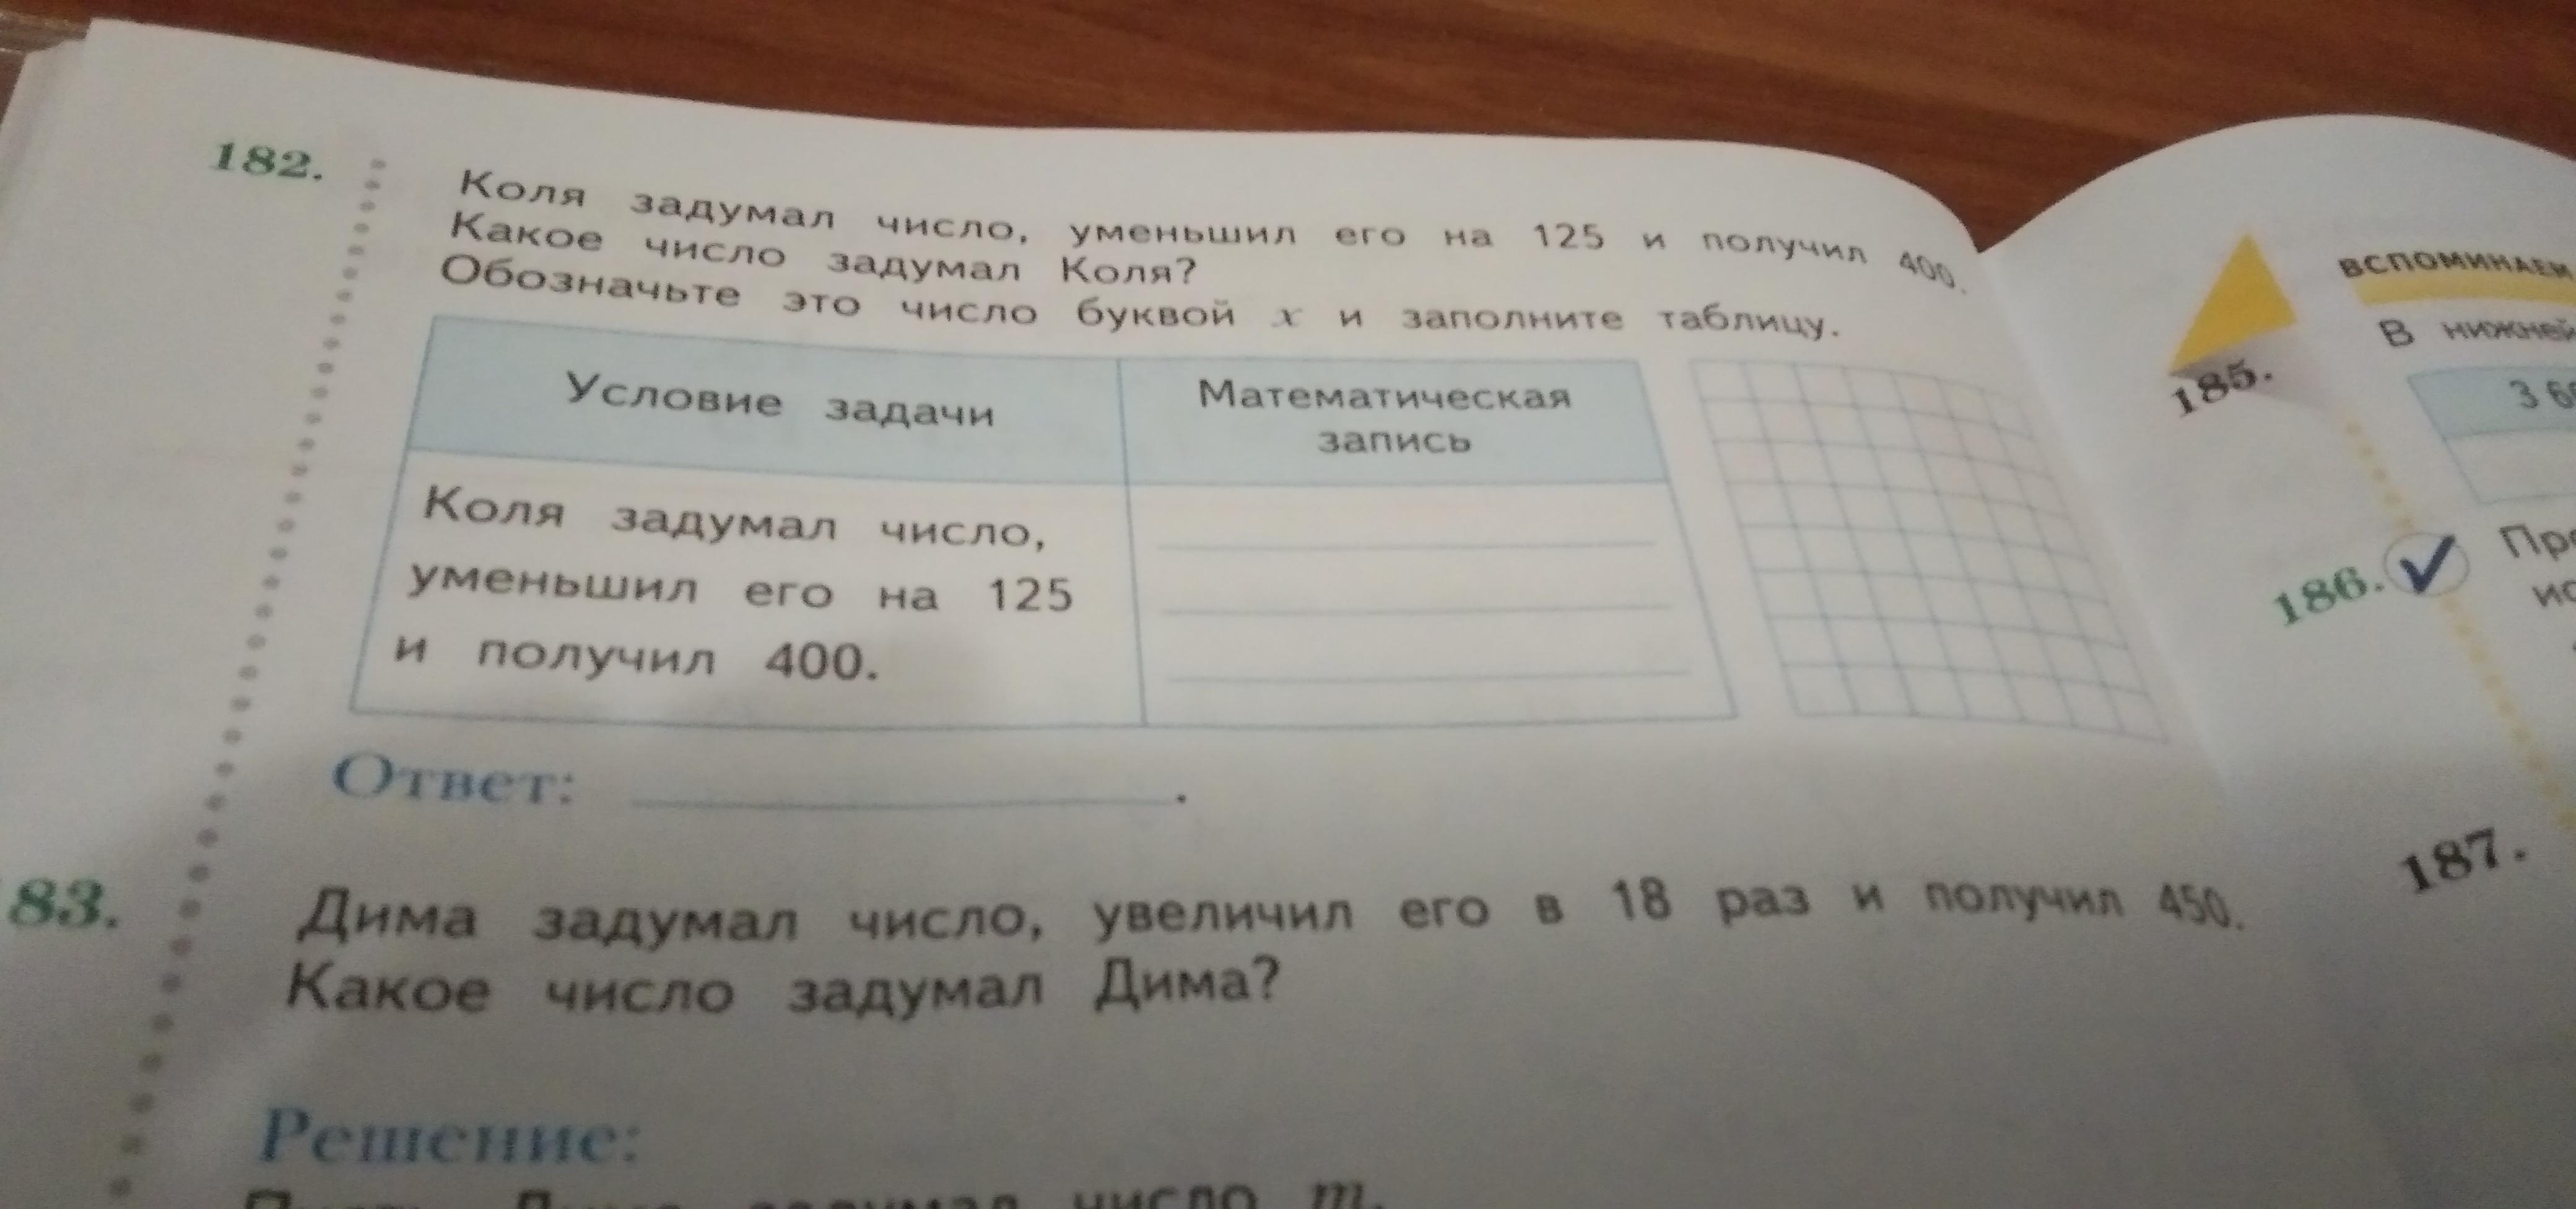 182.
Коля задумал число, уменьшил его на 125 и получил 400.
Какое число задумал Коля?
Обозначьте это число буквой x и заполните таблицу.
Условие задачи
Математическая
запись
Коля задумал число,
уменьшил его на 125
и получил 400.
Ответ: .
83.
Дима задумал число, увеличил его в 18 раз и получил 450.
Какое число задумал Дима?
Решение:
число m.
ВСПОМИНАЕМ
185.
В нижней
186.
187.